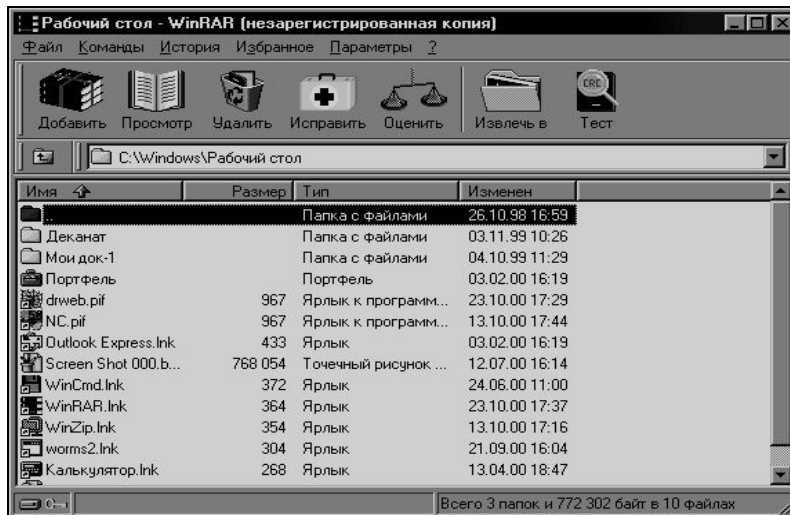 Рабочий стол - WinRAR (незарегистрированная копия)
Файл Команды История Избранное Параметры ?
CRC
Добавить Просмотр Удалить Исправить Оценить Извлечь в Тест
C:\Windows\Рабочий стол
Имя Размер Тип Изменен
.. Папка с файлами 26.10.98 16:59
Деканат Папка с файлами 03.11.99 10:26
Мои док-1 Папка с файлами 04.10.99 11:29
Портфель Портфель 03.02.00 16:19
drweb.pif 967 Ярлык к программ... 23.10.00 17:29
NC.pif 967 Ярлык к программ... 13.10.00 17:44
Outlook Express.lnk 433 Ярлык 03.02.00 16:19
Screen Shot 000.b... 768 054 Точечный рисунок ... 12.07.00 16:14
WinCmd.lnk 372 Ярлык 24.06.00 11:00
WinRAR.lnk 364 Ярлык 23.10.00 17:37
WinZip.lnk 354 Ярлык 13.10.00 17:16
worms2.lnk 304 Ярлык 21.09.00 16:04
Калькулятор.lnk 268 Ярлык 13.04.00 18:47
Всего 3 папок и 772 302 байт в 10 файлах